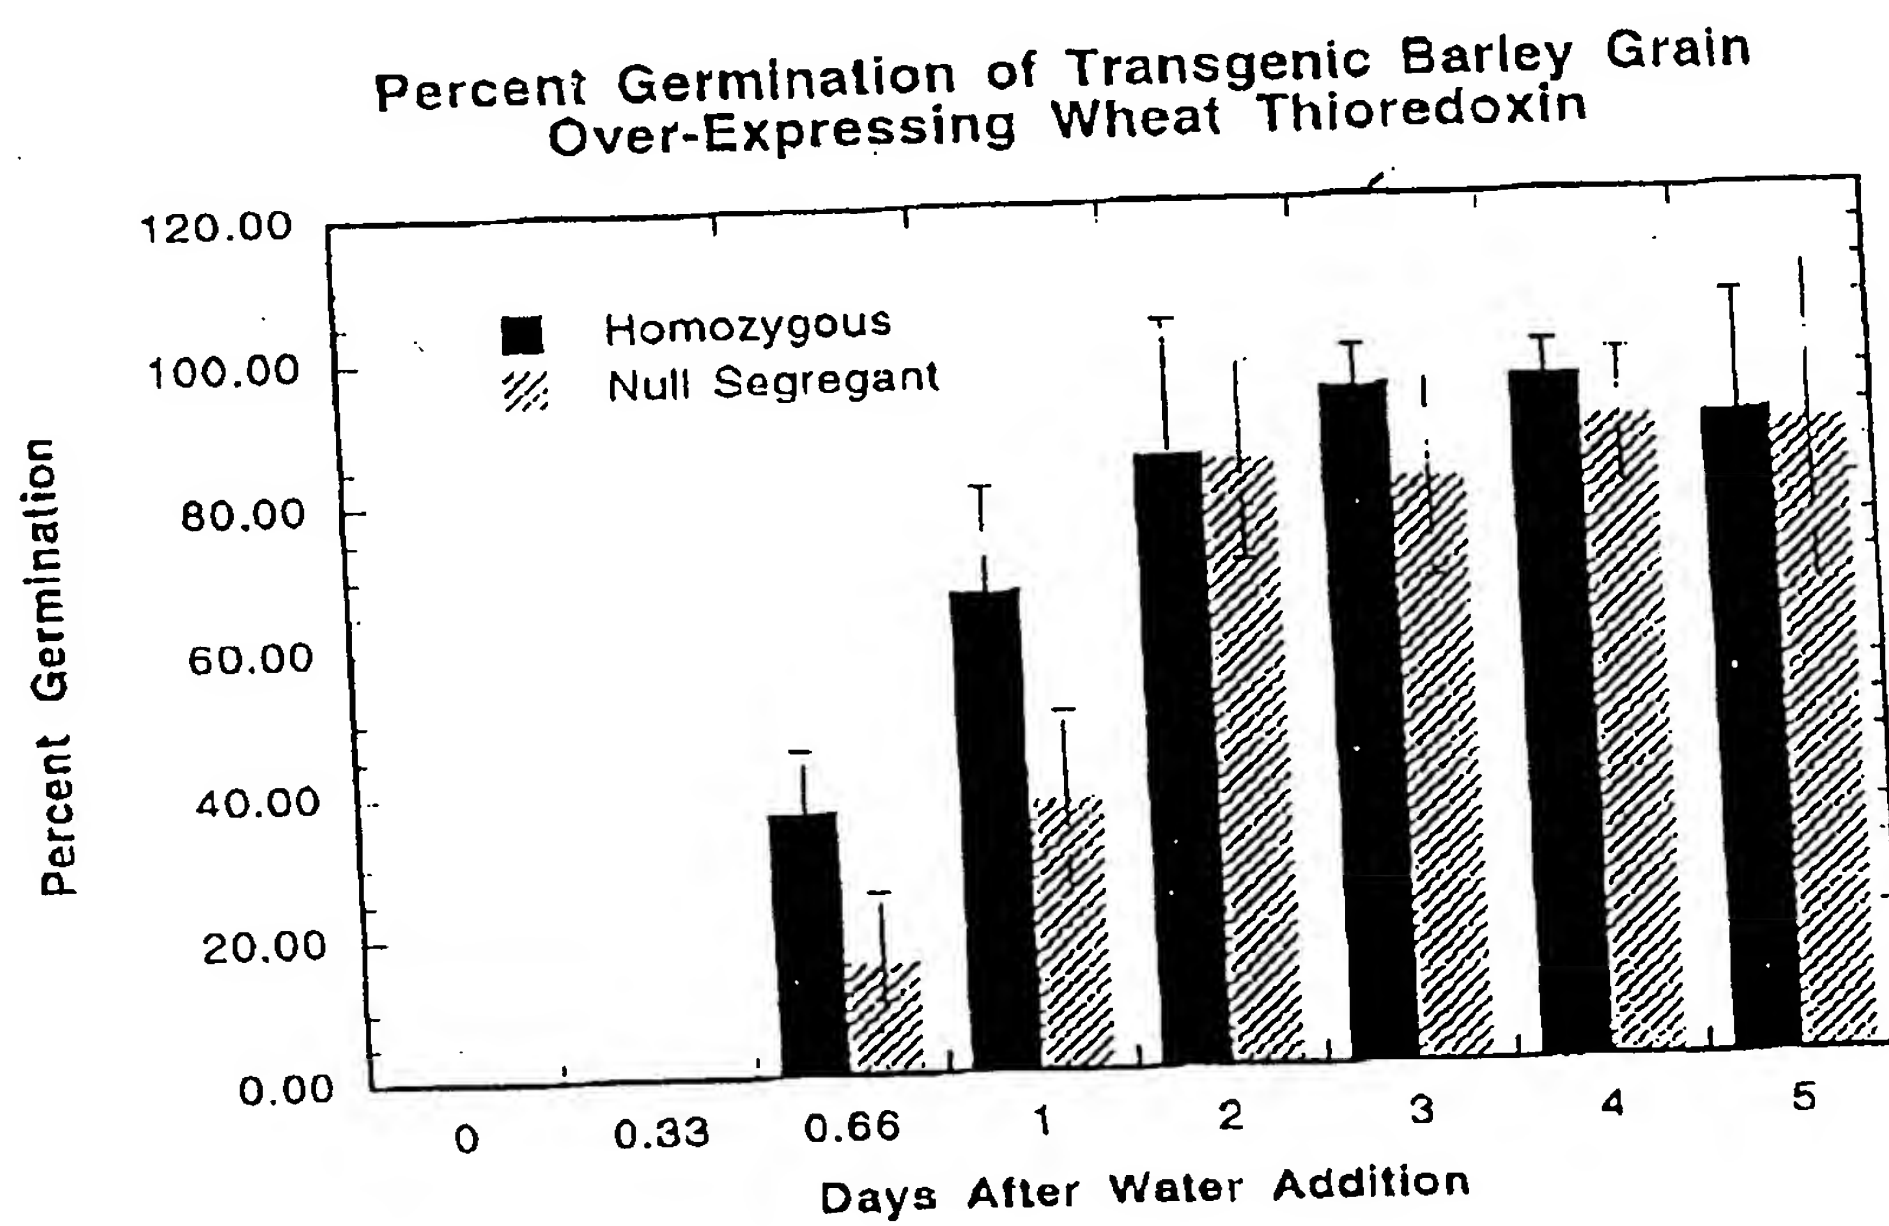 Percent Germination of Transgenic Barley Grain
Over-Expressing Wheat Thioredoxin
120.00
100.00
80.00
60.00
40.00
20.00
0.00
Percent Germination
Homozygous
Null Segregant
0 0.33 0.66 1 2 3 4 5
Days After Water Addition